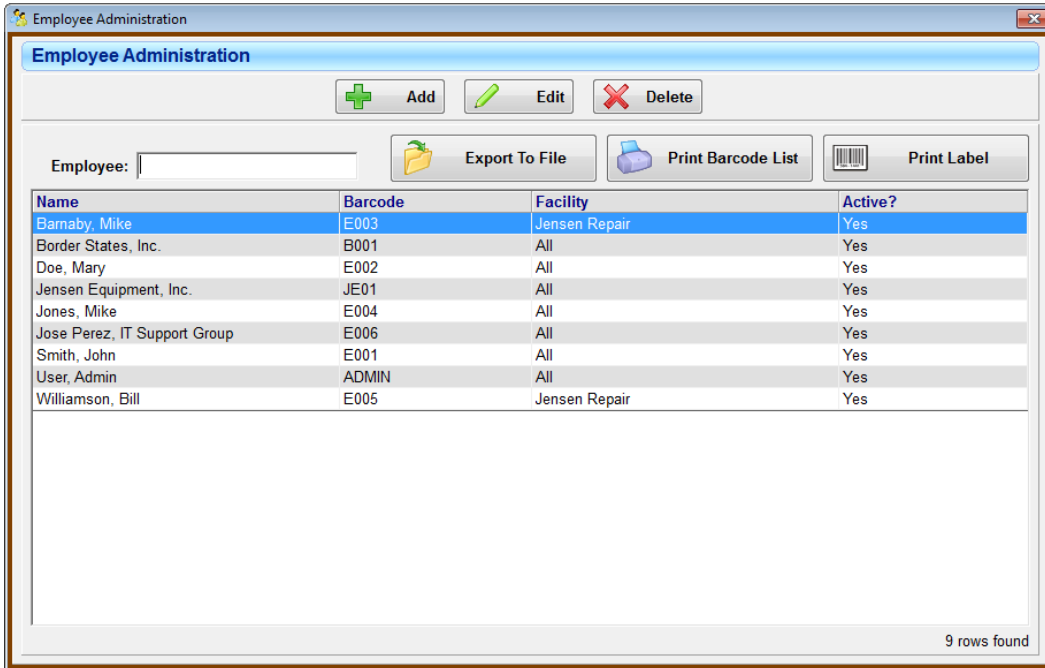 Employee Administration
Employee Administration
Add Edit Delete
Employee: Export To File Print Barcode List Print Label
Name Barcode Facility Active?
Barnaby, Mike E003 Jensen Repair Yes
Border States, Inc. B001 All Yes
Doe, Mary E002 All Yes
Jensen Equipment, Inc. JE01 All Yes
Jones, Mike E004 All Yes
Jose Perez, IT Support Group E006 All Yes
Smith, John E001 All Yes
User, Admin ADMIN All Yes
Williamson, Bill E005 Jensen Repair Yes
9 rows found